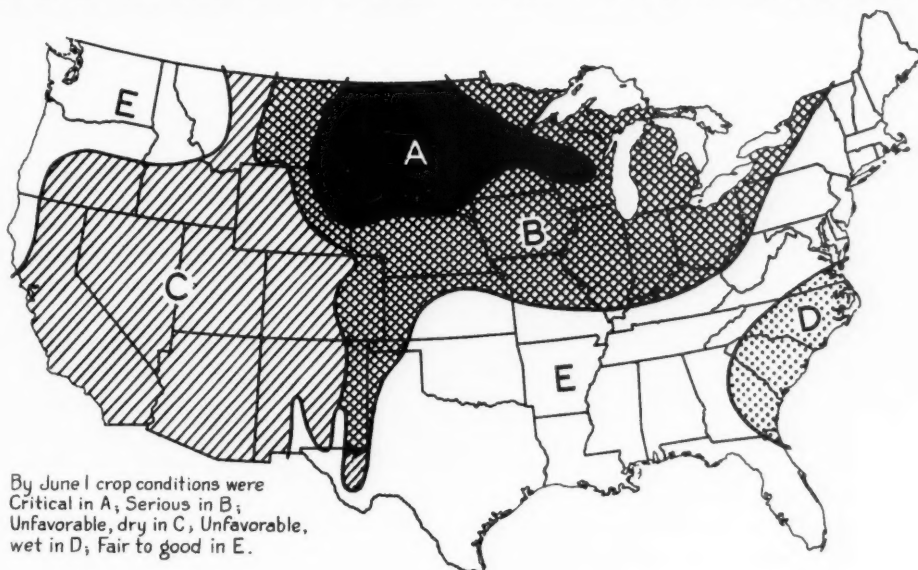 E
A
B
C
D
E
By June 1 crop conditions were
Critical in A; Serious in B;
Unfavorable, dry in C, Unfavorable,
wet in D; Fair to good in E.